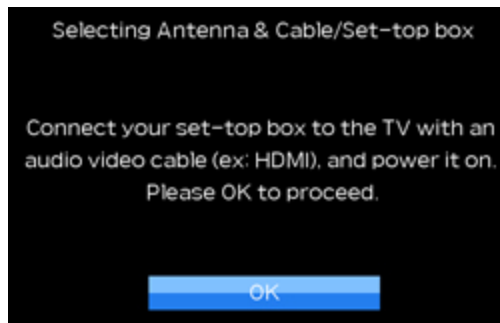 Selecting Antenna & Cable/Set-top box
Connect your set-top box to the TV with an
audio video cable (ex: HDMI), and power it on.
Please OK to proceed.
OK